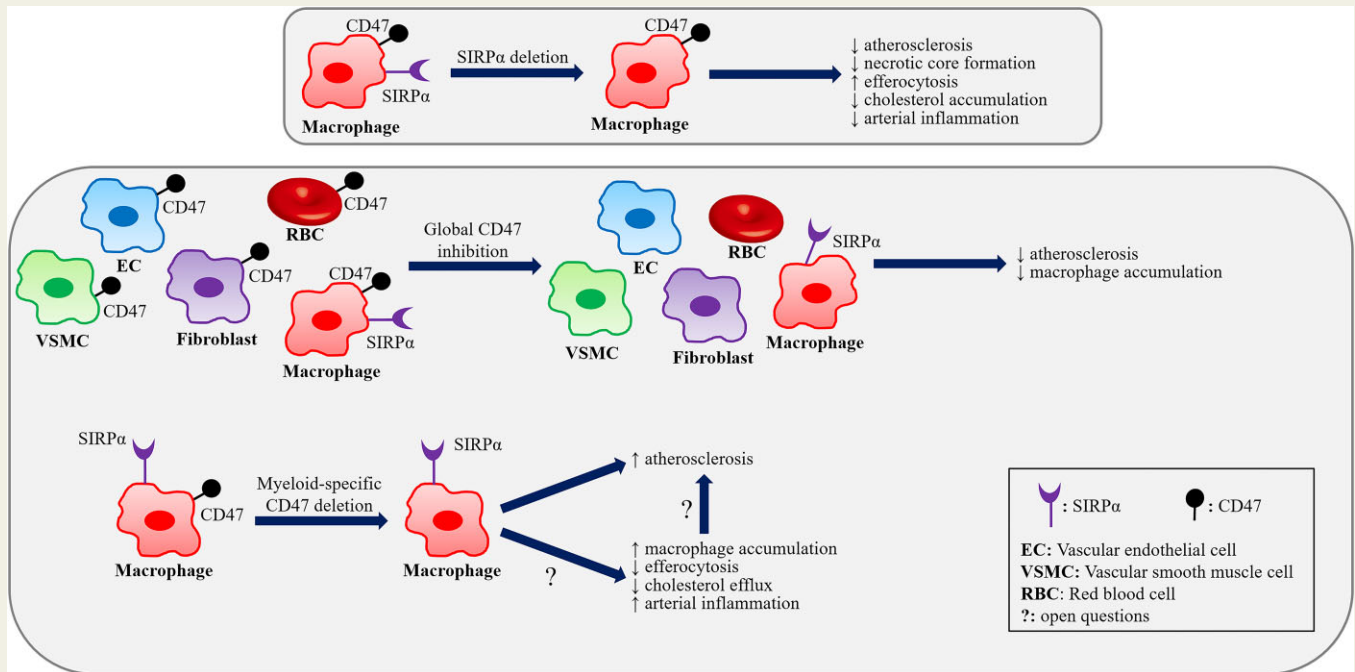 CD47
SIRPα
Macrophage
SIRPα deletion
CD47
Macrophage
↓ atherosclerosis
↓ necrotic core formation
↑ efferocytosis
↓ cholesterol accumulation
↓ arterial inflammation
CD47
EC
CD47
RBC
CD47
VSMC
CD47
Fibroblast
CD47
SIRPα
Macrophage
Global CD47
inhibition
EC
RBC
VSMC
Fibroblast
SIRPα
Macrophage
↓ atherosclerosis
↓ macrophage accumulation
SIRPα
CD47
Macrophage
Myeloid-specific
CD47 deletion
SIRPα
Macrophage
↑ atherosclerosis
?
?
↑ macrophage accumulation
↓ efferocytosis
↓ cholesterol efflux
↑ arterial inflammation
: SIRPα
: CD47
EC: Vascular endothelial cell
VSMC: Vascular smooth muscle cell
RBC: Red blood cell
?: open questions